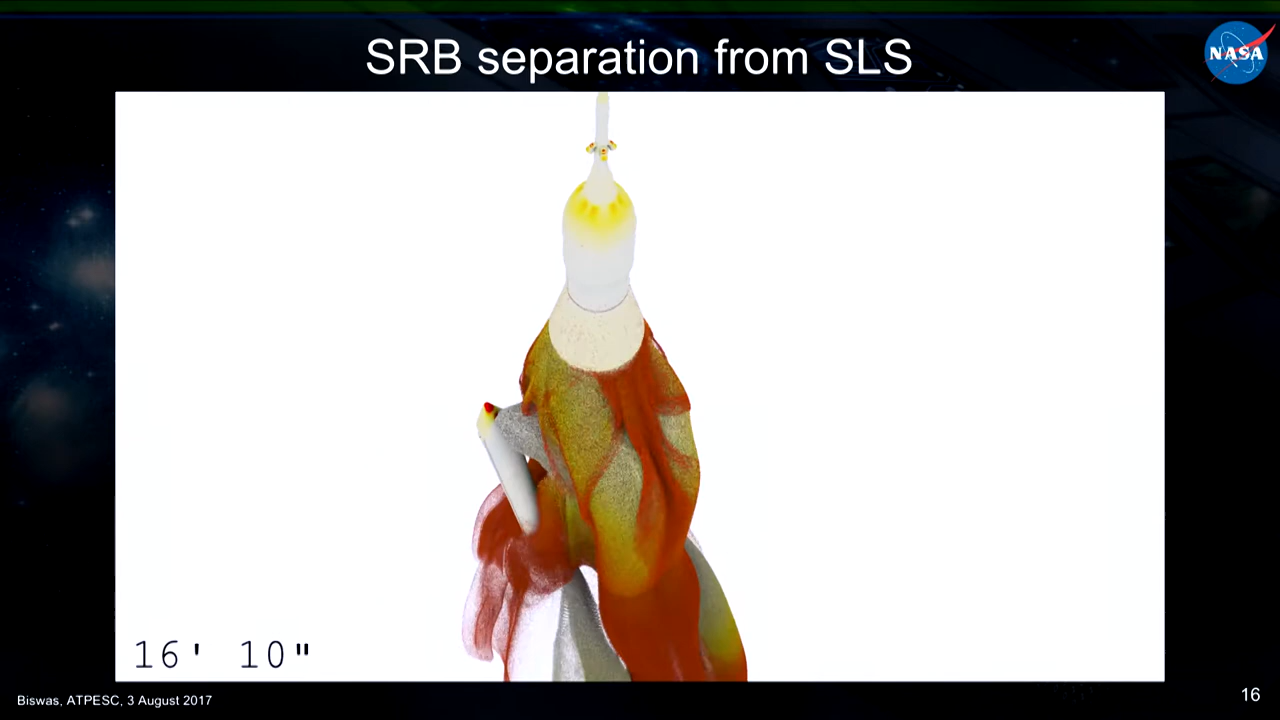 SRB separation from SLS
NASA
16' 10"
Biswas, ATPESC, 3 August 2017
16